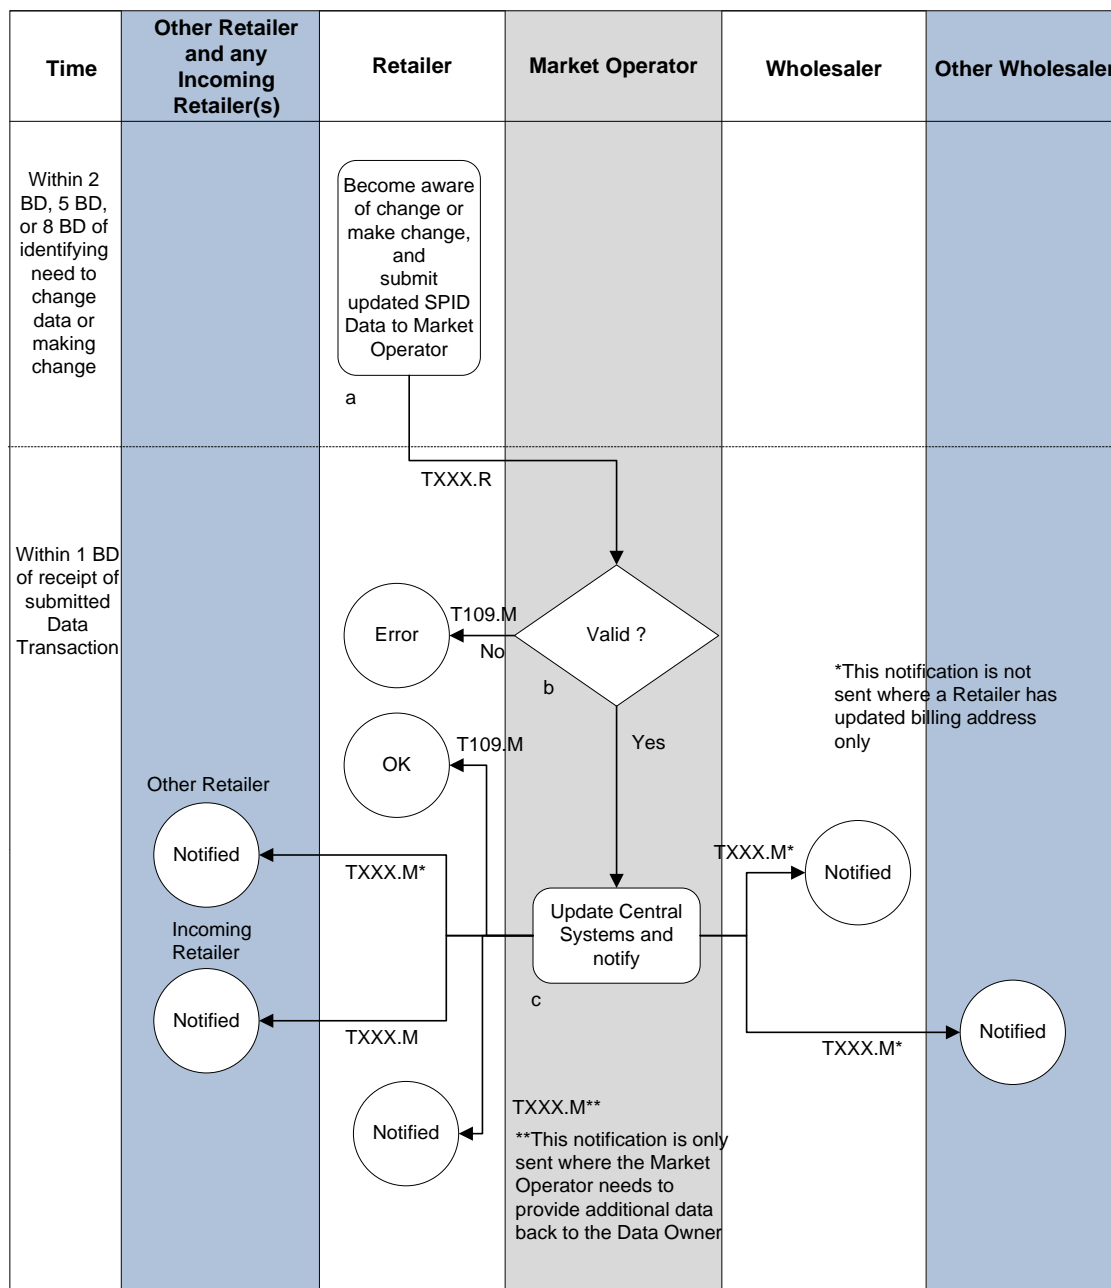 Time
Other Retailer
and any
Incoming
Retailer(s)
Retailer
Market Operator
Wholesaler
Other Wholesaler
Within 2
BD, 5 BD,
or 8 BD of
identifying
need to
change
data or
making
change
Become aware
of change or
make change,
and
submit
updated SPID
Data to Market
Operator
a
TXXX.R
Within 1 BD
of receipt of
submitted
Data
Transaction
Error
T109.M
No
Valid ?
b
*This notification is not
sent where a Retailer has
updated billing address
only
OK
T109.M
Yes
Other Retailer
Notified
TXXX.M*
TXXX.M*
Notified
Incoming
Retailer
Update Central
Systems and
notify
c
Notified
TXXX.M
TXXX.M*
Notified
Notified
TXXX.M**
**This notification is only
sent where the Market
Operator needs to
provide additional data
back to the Data Owner